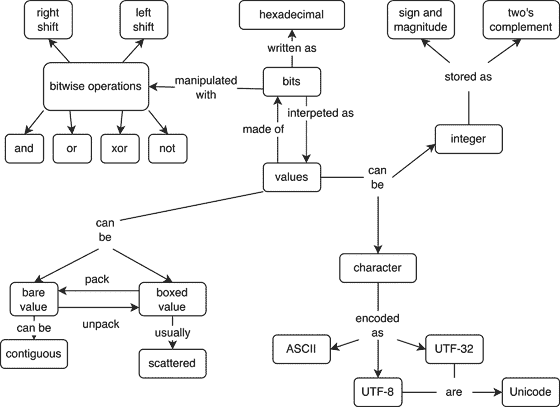 right
shift
left
shift
hexadecimal
sign and
magnitude
two's
complement
written as
bitwise operations
manipulated
with
bits
stored as
made of
interpeted as
integer
and
or
xor
not
values
can
be
can
be
character
bare
value
pack
boxed
value
unpack
can be
usually
contiguous
scattered
encoded
as
ASCII
UTF-32
UTF-8
are
Unicode